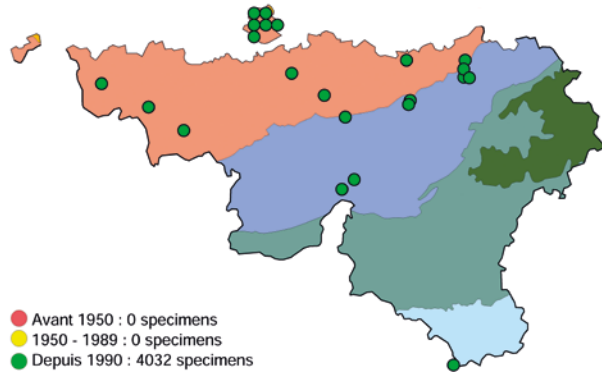 Avant 1950 : 0 specimens
1950 - 1989 : 0 specimens
Depuis 1990 : 4032 specimens